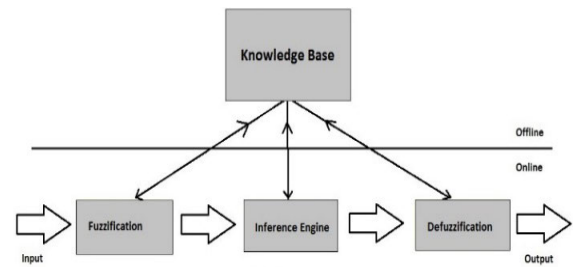 Knowledge Base
Offline
Online
Fuzzification
Inference Engine
Defuzzification
Input
Output